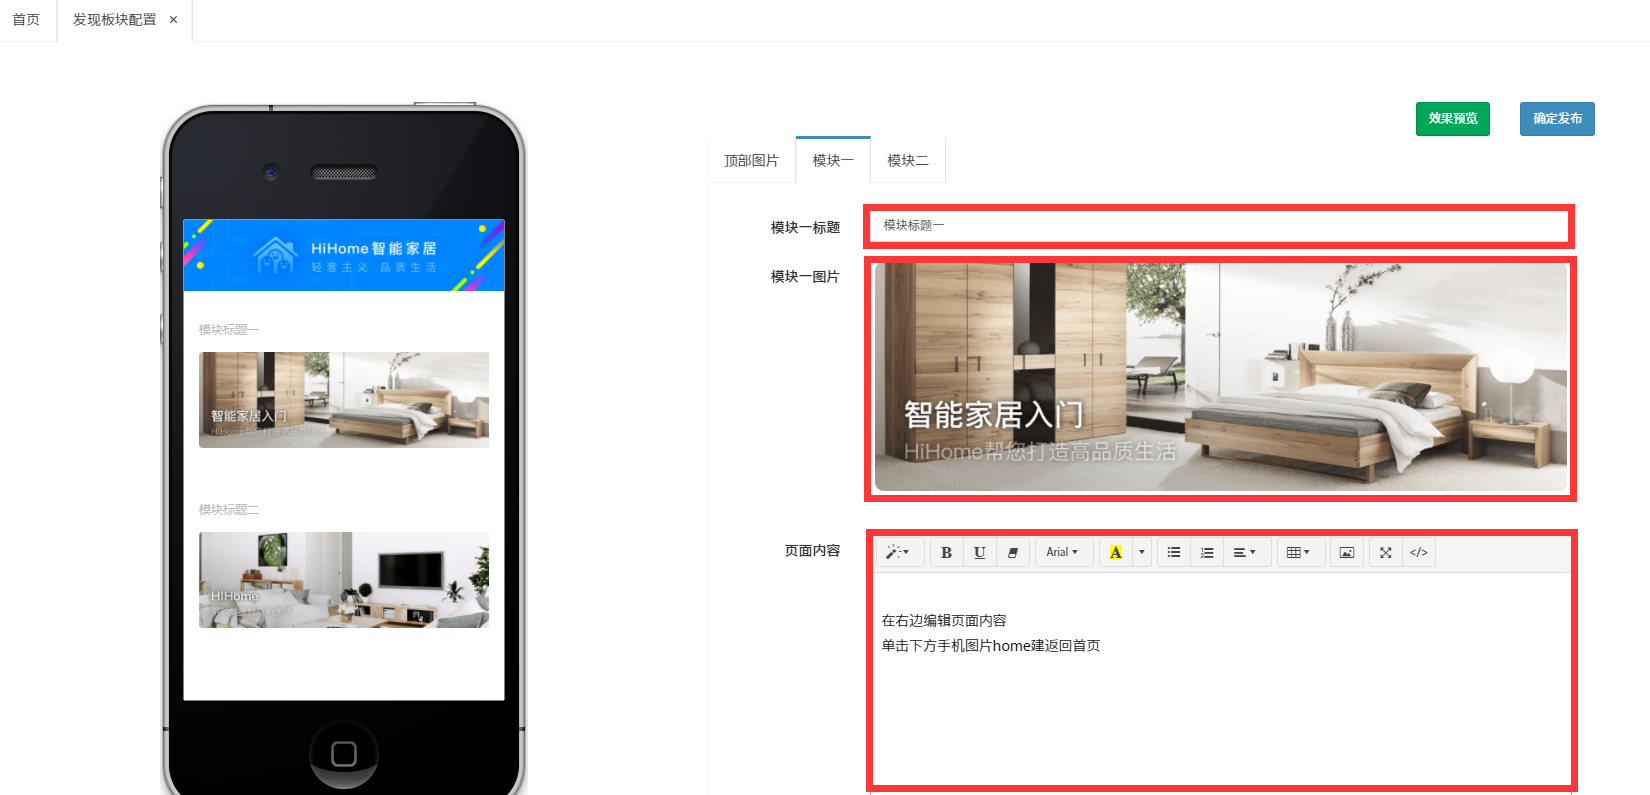 首页
发现板块配置 ×
效果预览
确定发布
顶部图片
模块一
模块二
HiHome智能家居
轻奢主义 品质生活
模块标题一
智能家居入门
模块标题二
HiHome
模块一标题
模块标题一
模块一图片
智能家居入门
HiHome帮您打造高品质生活
页面内容
B U Arial A </>
在右边编辑页面内容
单击下方手机图片home建返回首页